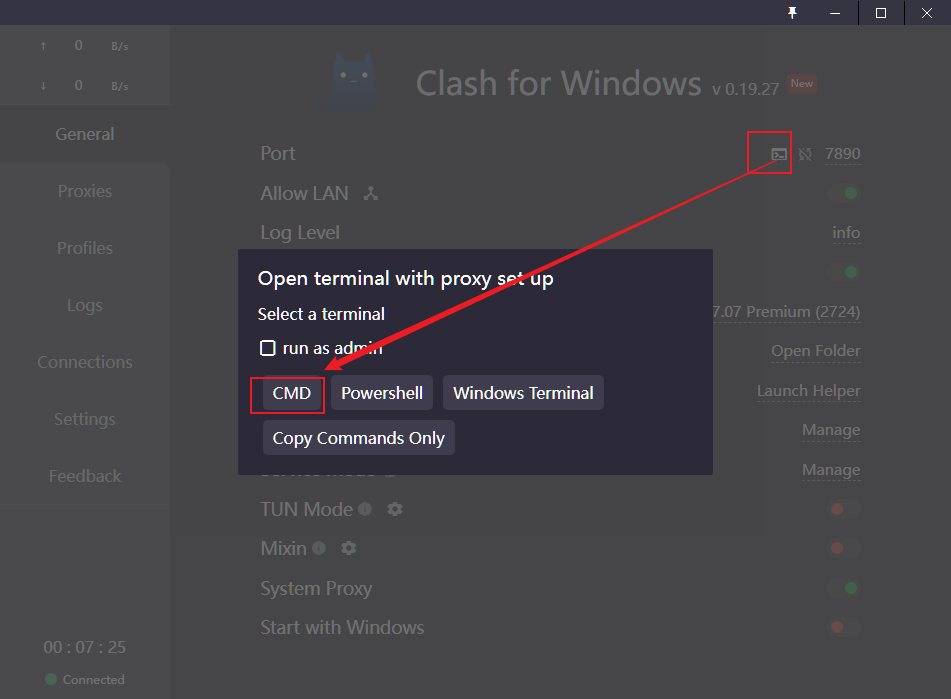 ↑ 0 B/s
↓ 0 B/s
General
Proxies
Profiles
Logs
Connections
Settings
Feedback
00 : 07 : 25
Connected
Clash for Windows v 0.19.27 New
Port 7890
Allow LAN
Log Level info
7.07 Premium (2724)
Open Folder
Launch Helper
Manage
Manage
TUN Mode
Mixin
System Proxy
Start with Windows
Open terminal with proxy set up
Select a terminal
run as admin
CMD Powershell Windows Terminal
Copy Commands Only